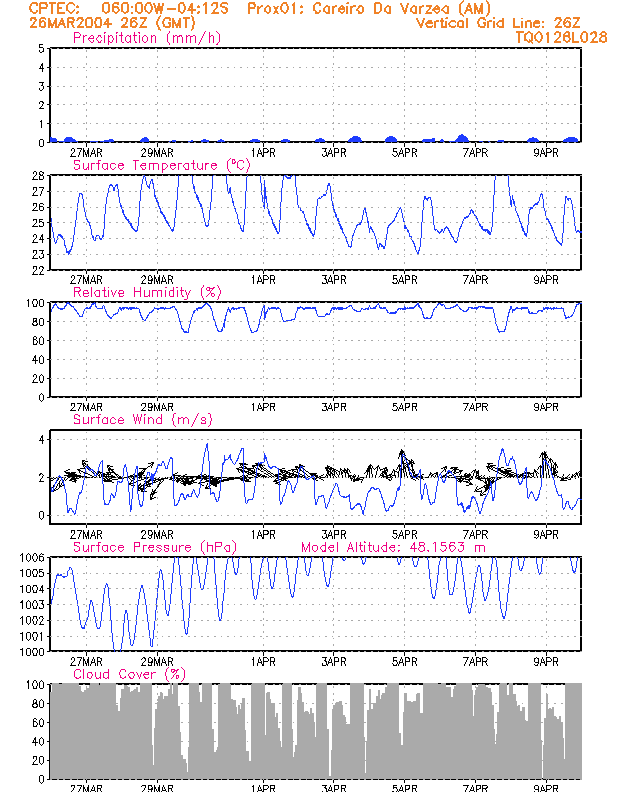 CPTEC: 060:00W-04:12S Prox01: Careiro Da Varzea (AM)
26MAR2004 26Z (GMT) Vertical Grid Line: 26Z
Precipitation (mm/h) TQ0126L028
5
4
3
2
1
0
27MAR 29MAR 1APR 3APR 5APR 7APR 9APR
Surface Temperature (ºC)
28
27
26
25
24
23
22
27MAR 29MAR 1APR 3APR 5APR 7APR 9APR
Relative Humidity (%)
100
80
60
40
20
0
27MAR 29MAR 1APR 3APR 5APR 7APR 9APR
Surface Wind (m/s)
4
2
0
27MAR 29MAR 1APR 3APR 5APR 7APR 9APR
Surface Pressure (hPa) Model Altitude: 48.1563 m
1006
1005
1004
1003
1002
1001
1000
27MAR 29MAR 1APR 3APR 5APR 7APR 9APR
Cloud Cover (%)
100
80
60
40
20
0
27MAR 29MAR 1APR 3APR 5APR 7APR 9APR